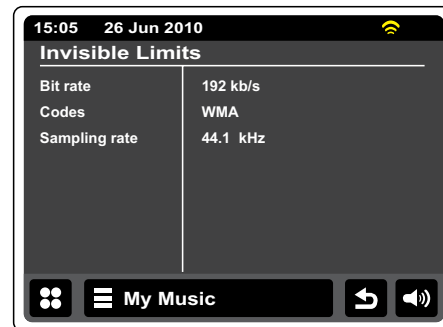 15:05 26 Jun 2010
Invisible Limits
Bit rate 192 kb/s
Codes WMA
Sampling rate 44.1 kHz
My Music